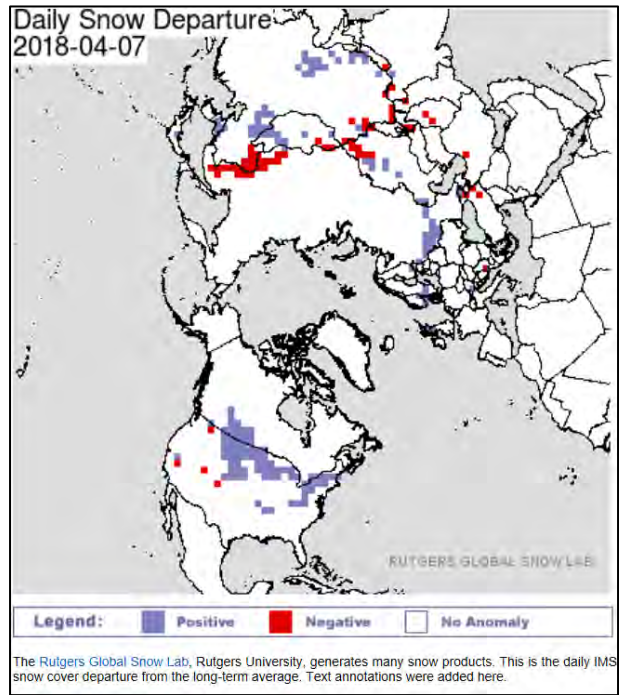 Daily Snow Departure
2018-04-07
RUTGERS GLOBAL SNOW LAB
Legend: Positive Negative No Anomaly
The Rutgers Global Snow Lab, Rutgers University, generates many snow products. This is the daily IMS
snow cover departure from the long-term average. Text annotations were added here.